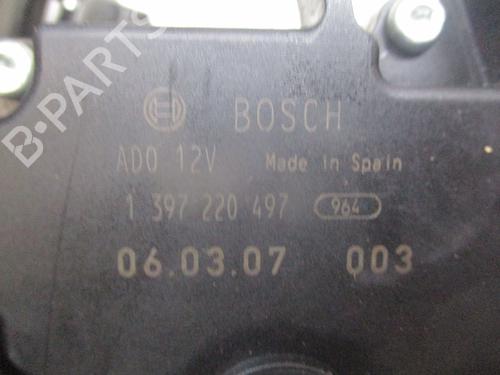 B-PARTS
BOSCH
ADO 12V Made in Spain
1 397 220 497 964
06.03.07 003